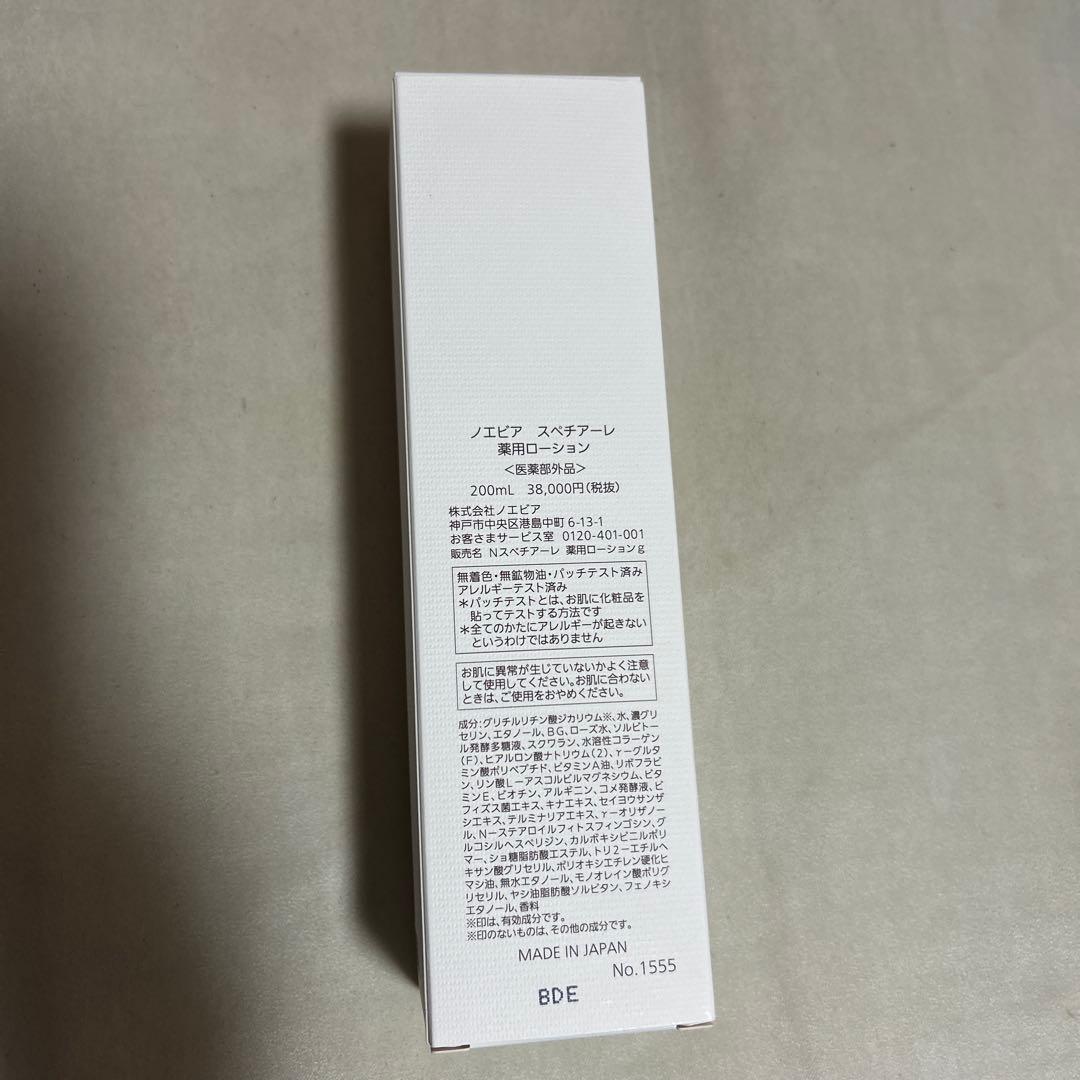 ノエビア　スペチアーレ
薬用ローション
＜医薬部外品＞
200mL　38,000円(税抜)
株式会社ノエビア
神戸市中央区港島中町6-13-1
お客さまサービス室　0120-401-001
販売名　Nスペチアーレ　薬用ローションg
無着色・無鉱物油・パッチテスト済み
アレルギーテスト済み
＊パッチテストとは、お肌に化粧品を
貼ってテストする方法です
＊全てのかたにアレルギーが起きない
というわけではありません
お肌に異常が生じていないかよく注意
して使用してください。お肌に合わない
ときは、ご使用をおやめください。
成分:グリチルリチン酸ジカリウム※、水、濃グリ
セリン、エタノール、BG、ローズ水、ソルビトー
ル発酵多糖液、スクワラン、水溶性コラーゲン
(F)、ヒアルロン酸ナトリウム(2)、γーグルタ
ミン酸ポリペプチド、ビタミンA油、リボフラビ
ン、リン酸Lーアスコルビルマグネシウム、ビタ
ミンE、ビオチン、アルギニン、コメ発酵液、ビ
フィズス菌エキス、キナエキス、セイヨウサンザ
シエキス、テルミナリアエキス、γーオリザノー
ル、Nーステアロイルフィトスフィンゴシン、グ
ルコシルヘスペリジン、カルボキシビニルポリ
マー、ショ糖脂肪酸エステル、トリ2ーエチルヘ
キサン酸グリセリル、ポリオキシエチレン硬化ヒ
マシ油、無水エタノール、モノオレイン酸ポリグ
リセリル、ヤシ油脂肪酸ソルビタン、フェノキシ
エタノール、香料
※印は、有効成分です。
※印のないものは、その他の成分です。
MADE IN JAPAN
No.1555
BDE